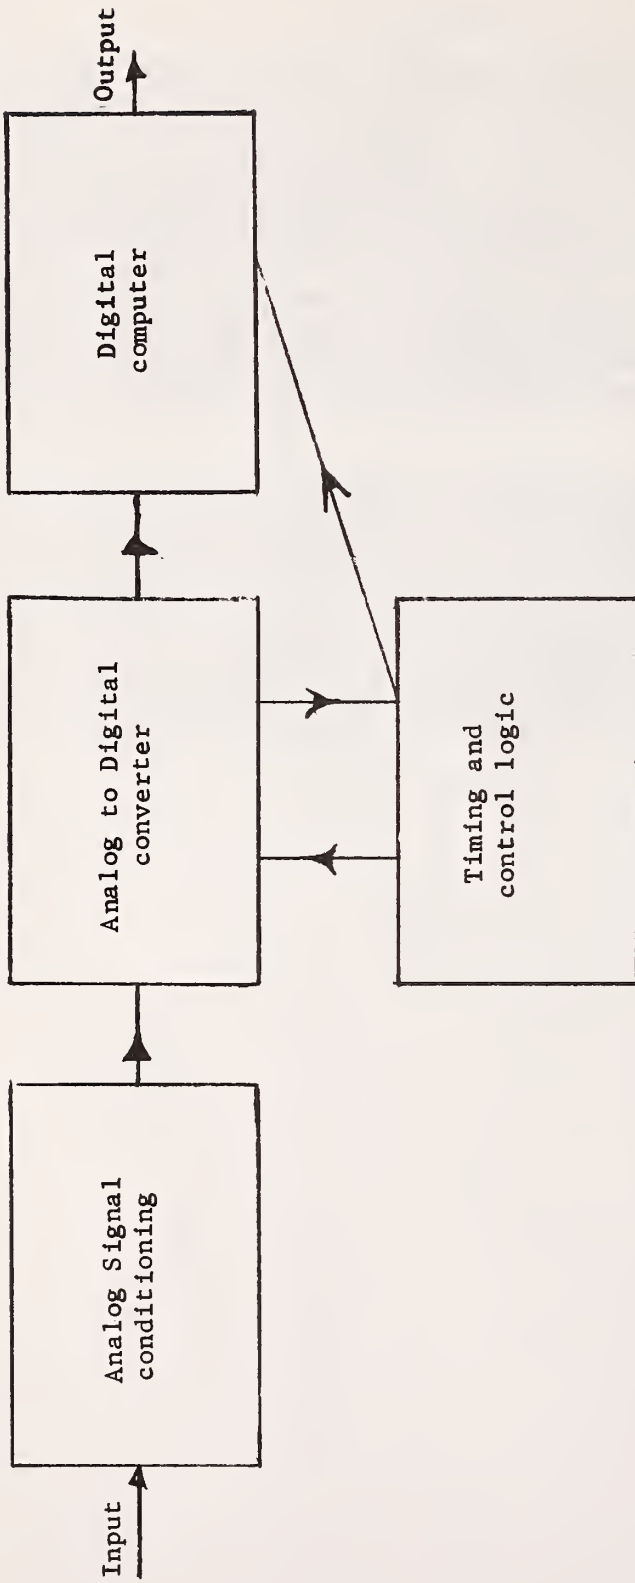 Input
Analog Signal
conditioning
Analog to Digital
converter
Digital
computer
Output
Timing and
control logic